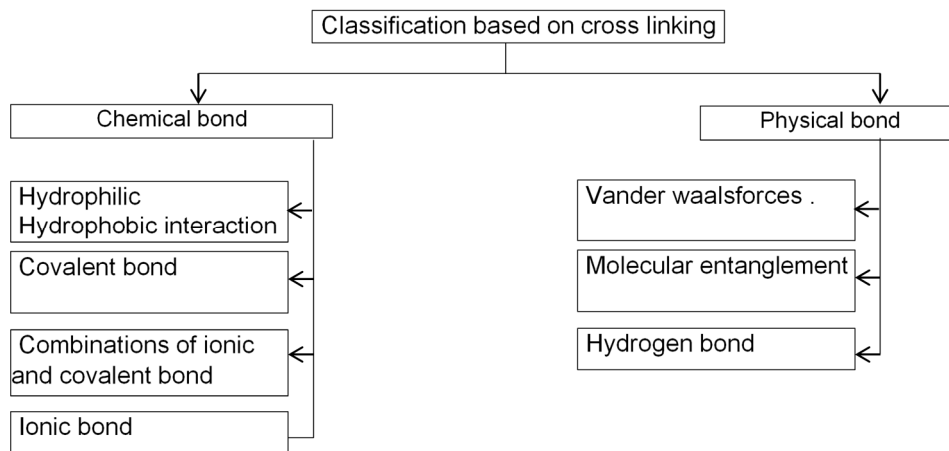 Classification based on cross linking
Chemical bond
Hydrophilic
Hydrophobic interaction
Covalent bond
Combinations of ionic
and covalent bond
Ionic bond
Physical bond
Vander waalsforces .
Molecular entanglement
Hydrogen bond